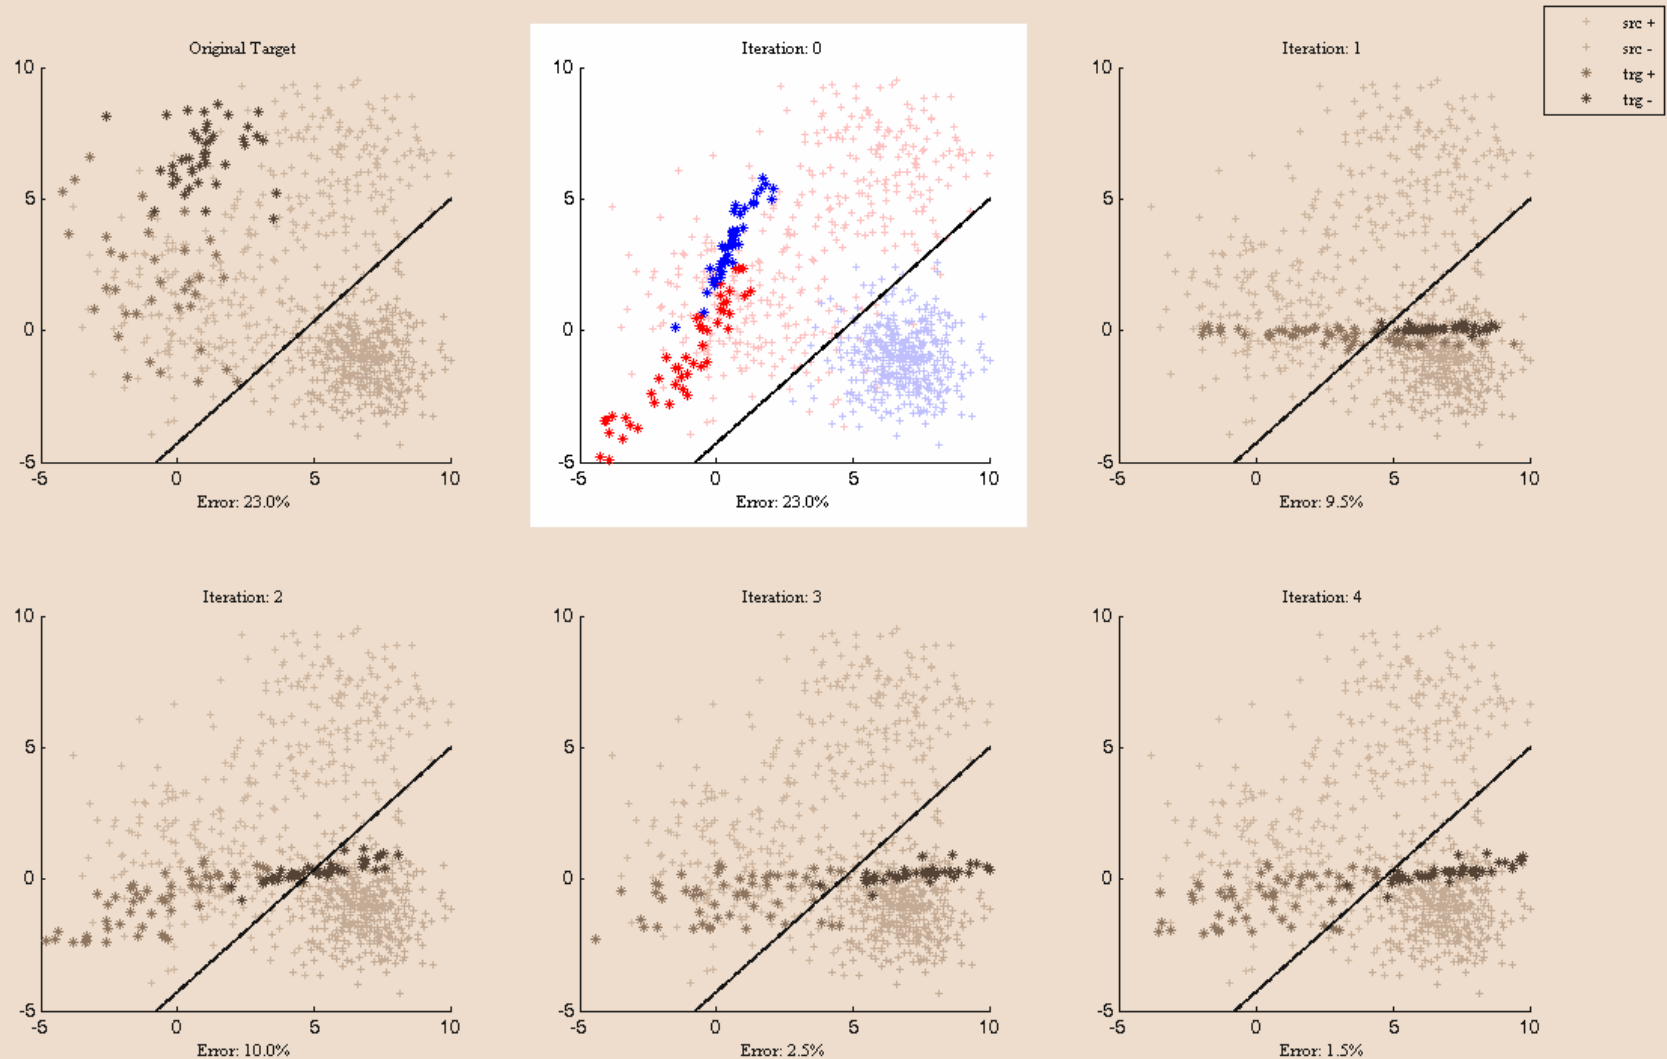 src +
src -
trg +
trg -
Original Target
10
5
0
-5
-5 0 5 10
Error: 23.0%
Iteration: 0
10
5
0
-5
-5 0 5 10
Error: 23.0%
Iteration: 1
10
5
0
-5
-5 0 5 10
Error: 9.5%
Iteration: 2
10
5
0
-5
-5 0 5 10
Error: 10.0%
Iteration: 3
10
5
0
-5
-5 0 5 10
Error: 2.5%
Iteration: 4
10
5
0
-5
-5 0 5 10
Error: 1.5%